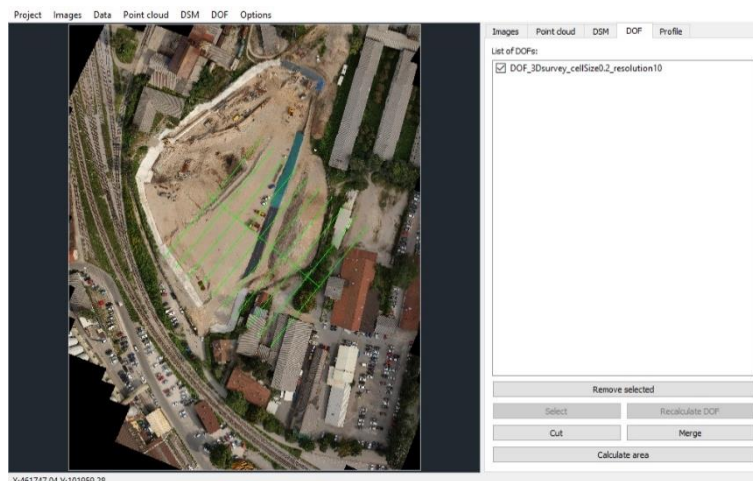 Project Images Data Point cloud DSM DOF Options
Images Point cloud DSM DOF Profile
List of DOFs:
DOF_3Dsurvey_cellSize0.2_resolution10
Remove selected
Select Recalculate DOF
Cut Merge
Calculate area
X:461747.04 Y:101959.28